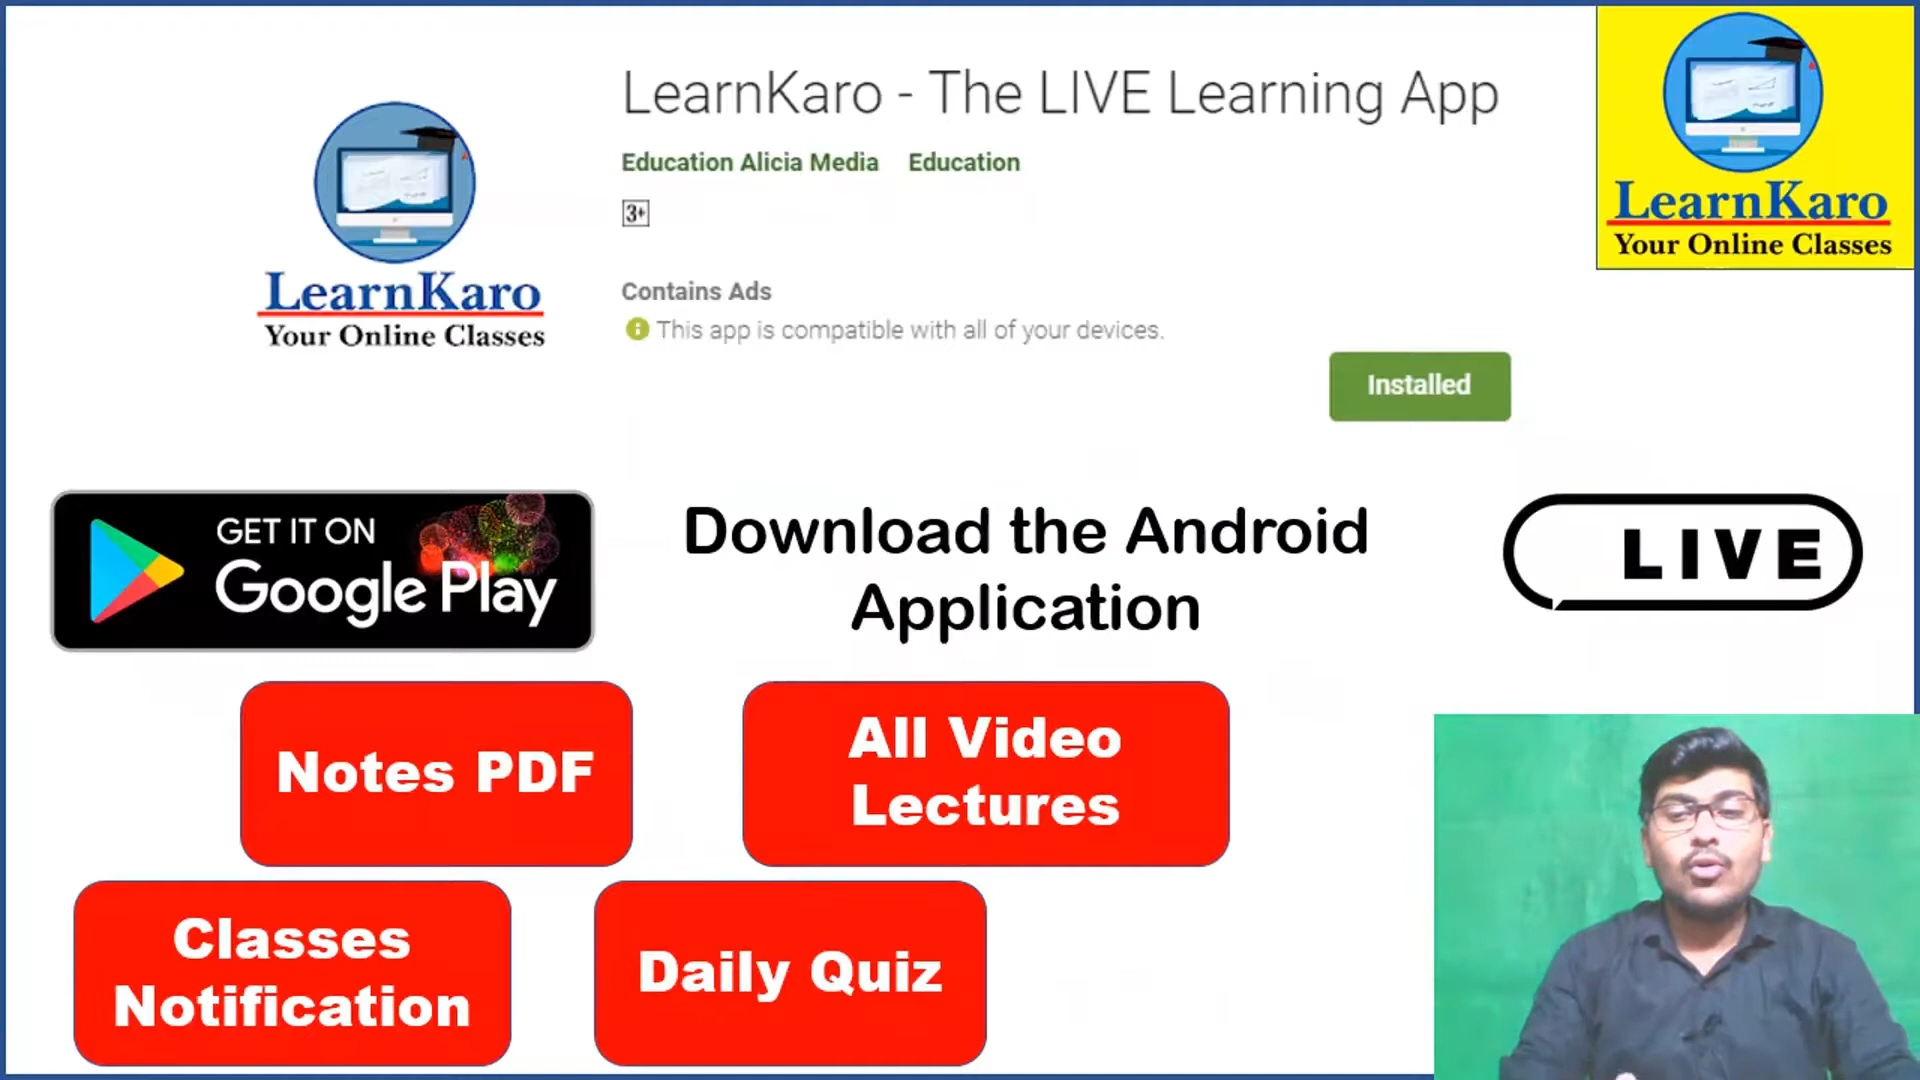 LearnKaro - The LIVE Learning App
Education Alicia Media Education
3+
LearnKaro
Your Online Classes
Contains Ads
This app is compatible with all of your devices.
Installed
LearnKaro
Your Online Classes
GET IT ON
Google Play
Download the Android
Application
LIVE
Notes PDF
All Video
Lectures
Classes
Notification
Daily Quiz